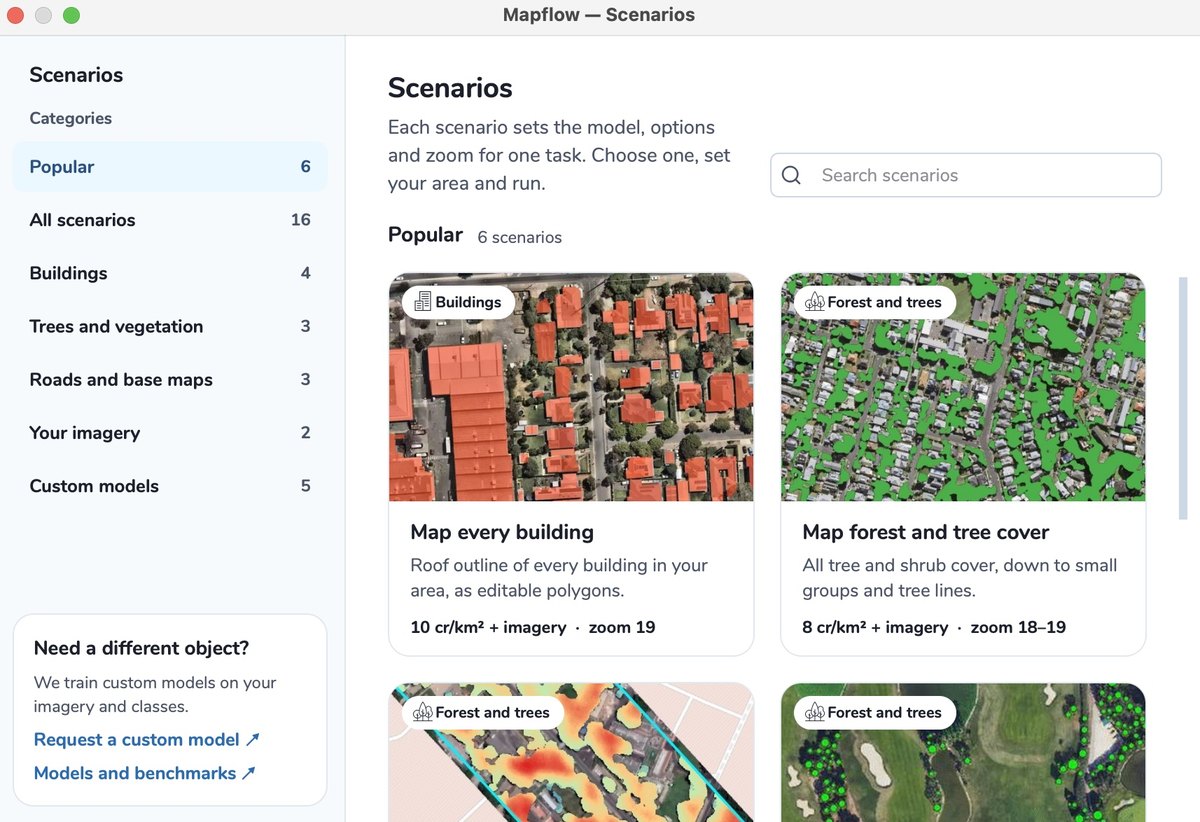 Mapflow — Scenarios
Scenarios
Categories
Popular 6
All scenarios 16
Buildings 4
Trees and vegetation 3
Roads and base maps 3
Your imagery 2
Custom models 5
Need a different object?
We train custom models on your
imagery and classes.
Request a custom model ↗
Models and benchmarks ↗
Scenarios
Each scenario sets the model, options
and zoom for one task. Choose one, set
your area and run.
Search scenarios
Popular 6 scenarios
Buildings
Map every building
Roof outline of every building in your
area, as editable polygons.
10 cr/km² + imagery · zoom 19
Forest and trees
Map forest and tree cover
All tree and shrub cover, down to small
groups and tree lines.
8 cr/km² + imagery · zoom 18–19
Forest and trees
Forest and trees